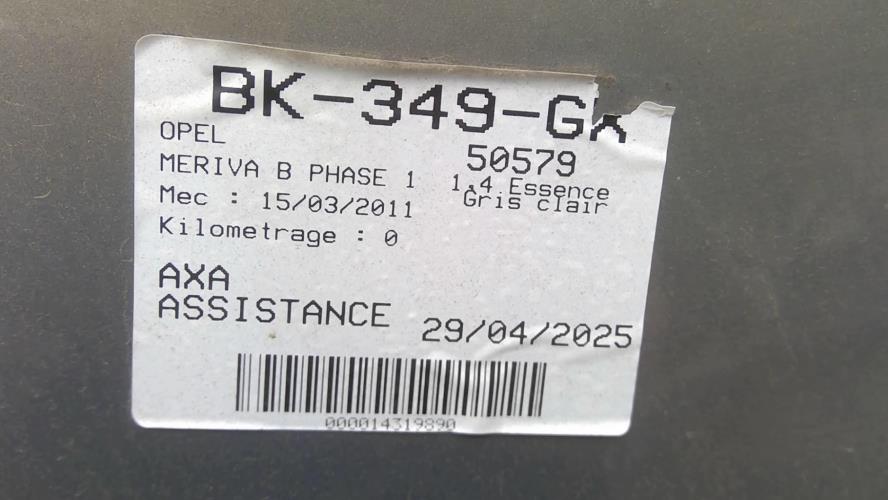 BK-349-GX
OPEL
50579
MERIVA B PHASE 1
1.4 Essence
Mec : 15/03/2011
Gris clair
Kilometrage : 0
AXA
ASSISTANCE
29/04/2025
000014319890